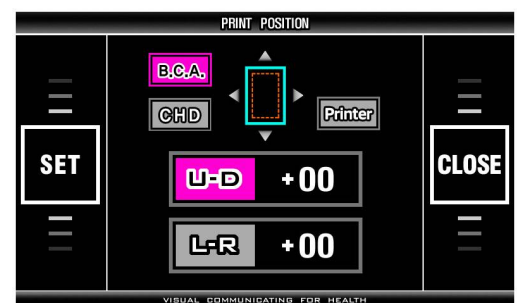 PRINT POSITION
B.C.A.
CHD
Printer
SET
CLOSE
U-D +00
L-R +00
VISUAL COMMUNICATING FOR HEALTH